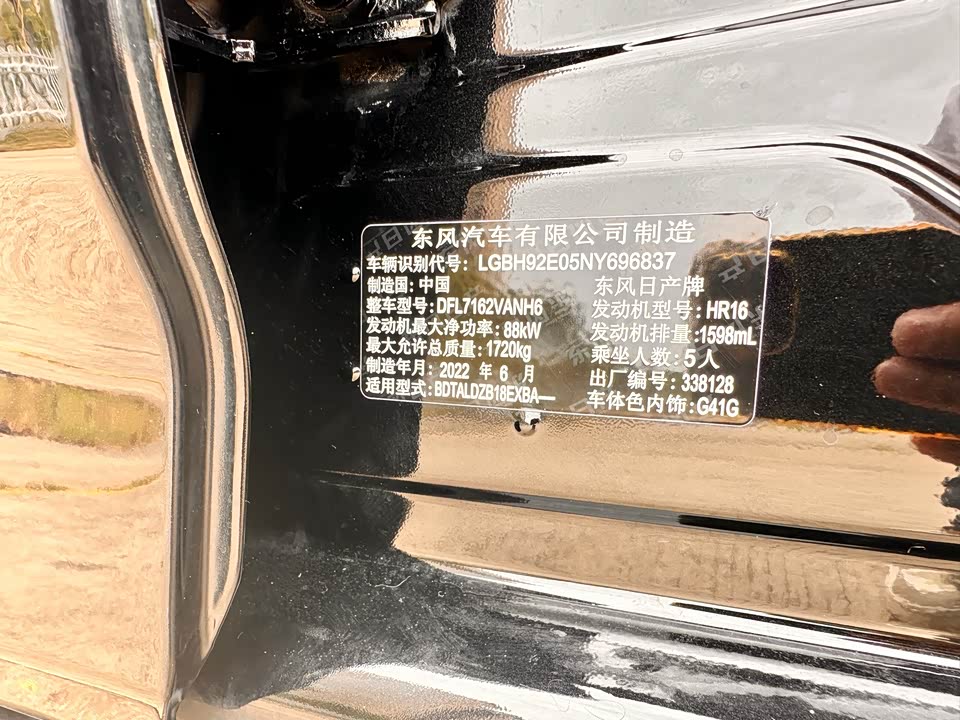 东风汽车有限公司制造
车辆识别代号: LGBH92E05NY696837
制造国: 中国 东风日产牌
整车型号: DFL7162VANH6 发动机型号: HR16
发动机最大净功率: 88kW 发动机排量: 1598mL
最大允许总质量: 1720kg 乘坐人数: 5人
制造年月: 2022 年 6 月 出厂编号: 338128
适用型式: BDTALDZB18EXBA— 车体色内饰: G41G